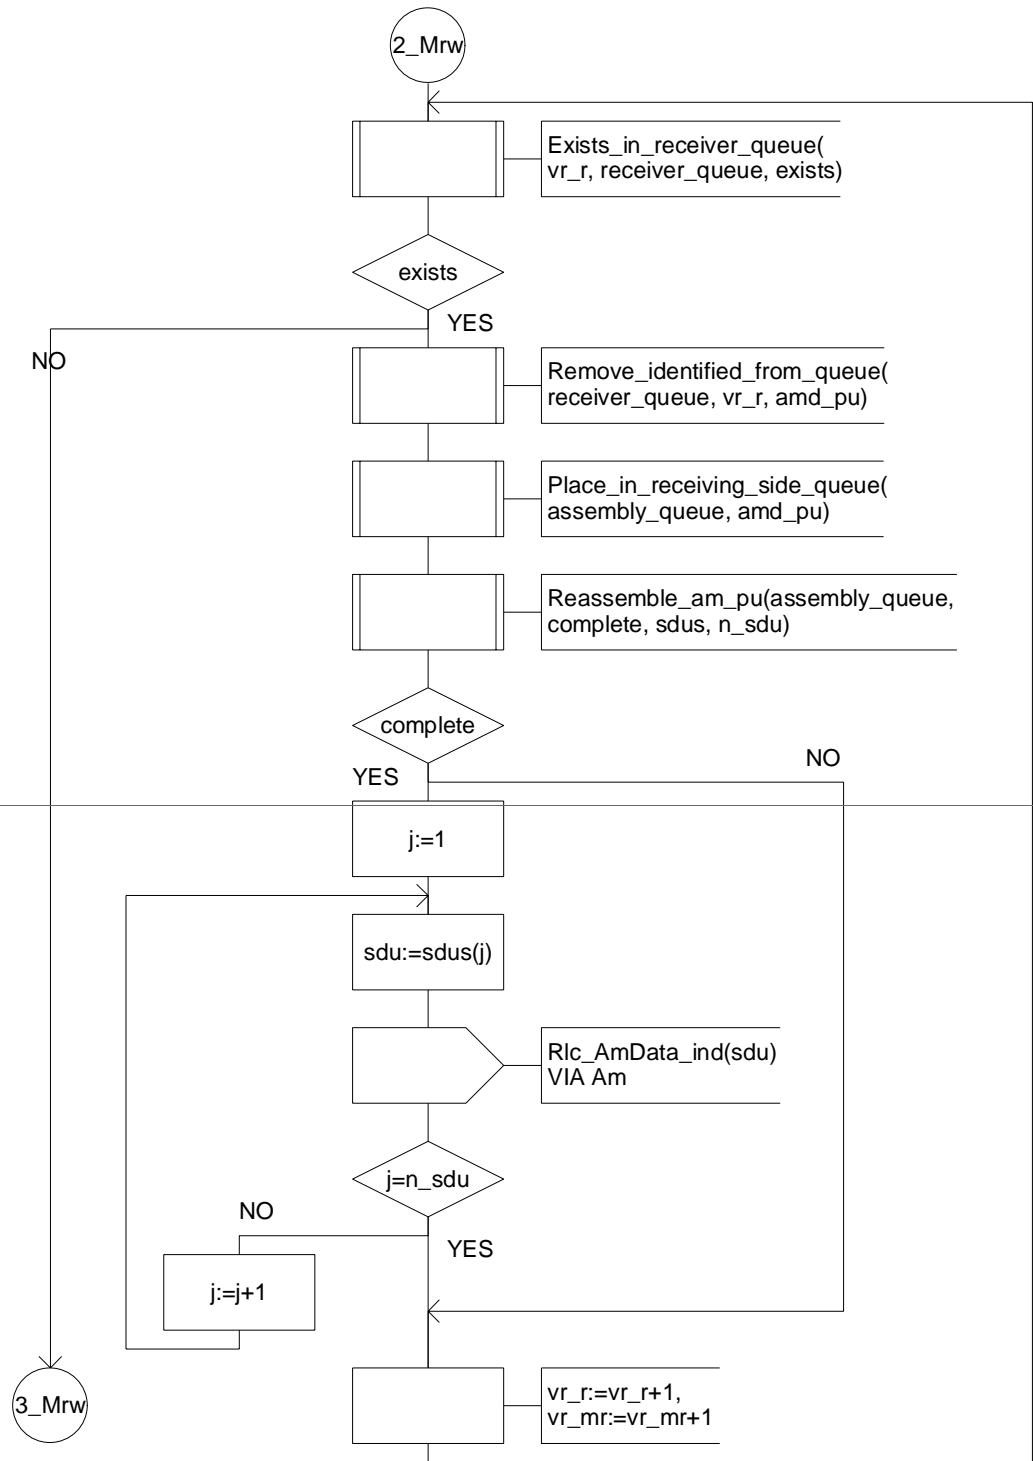 2_Mrw
Exists_in_receiver_queue(
vr_r, receiver_queue, exists)
exists
YES
NO
Remove_identified_from_queue(
receiver_queue, vr_r, amd_pu)
Place_in_receiving_side_queue(
assembly_queue, amd_pu)
Reassemble_am_pu(assembly_queue,
complete, sdus, n_sdu)
complete
NO
YES
j:=1
sdu:=sdus(j)
Rlc_AmData_ind(sdu)
VIA Am
j=n_sdu
NO
YES
j:=j+1
3_Mrw
vr_r:=vr_r+1,
vr_mr:=vr_mr+1